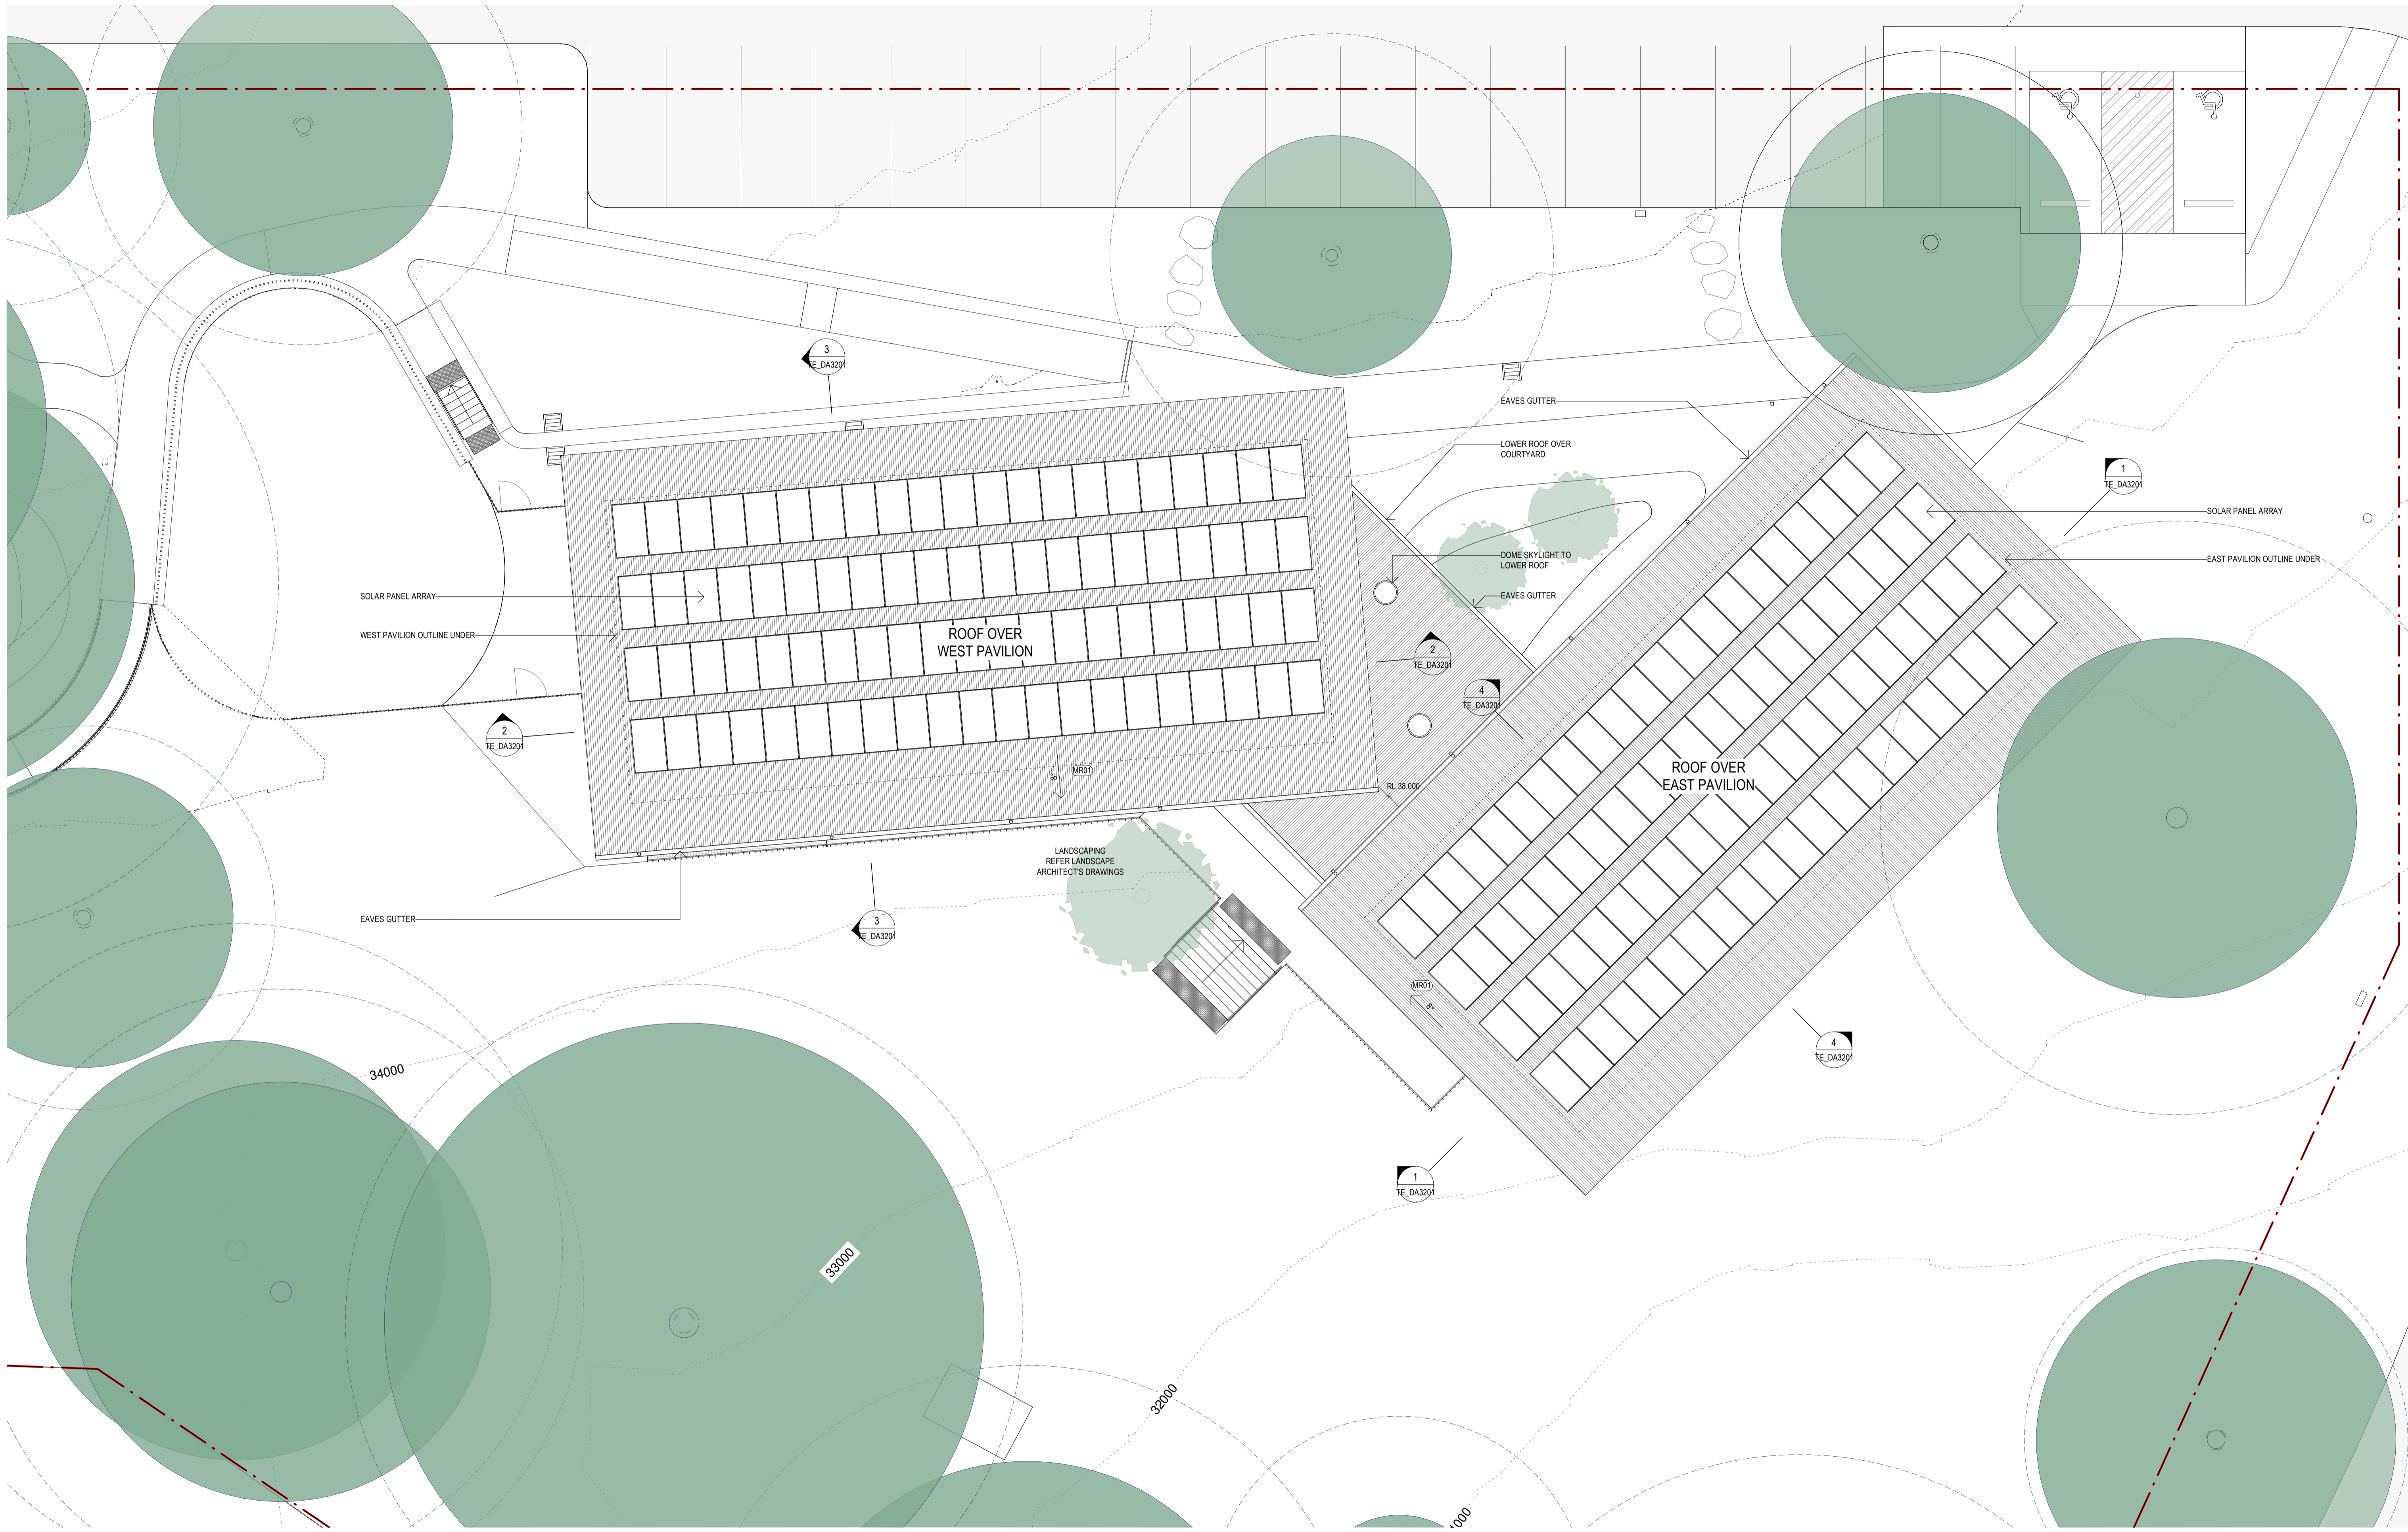 3
TE_DA3201
EAVES GUTTER
LOWER ROOF OVER
COURTYARD
1
TE_DA3201
SOLAR PANEL ARRAY
DOME SKYLIGHT TO
LOWER ROOF
EAST PAVILION OUTLINE UNDER
SOLAR PANEL ARRAY
EAVES GUTTER
WEST PAVILION OUTLINE UNDER
ROOF OVER
WEST PAVILION
2
TE_DA3201
4
TE_DA3201
2
TE_DA3201
8°
MR01
ROOF OVER
EAST PAVILION
RL 38.000
LANDSCAPING
REFER LANDSCAPE
ARCHITECT'S DRAWINGS
EAVES GUTTER
3
TE_DA3201
MR01
8°
4
TE_DA3201
34000
1
TE_DA3201
33000
32000